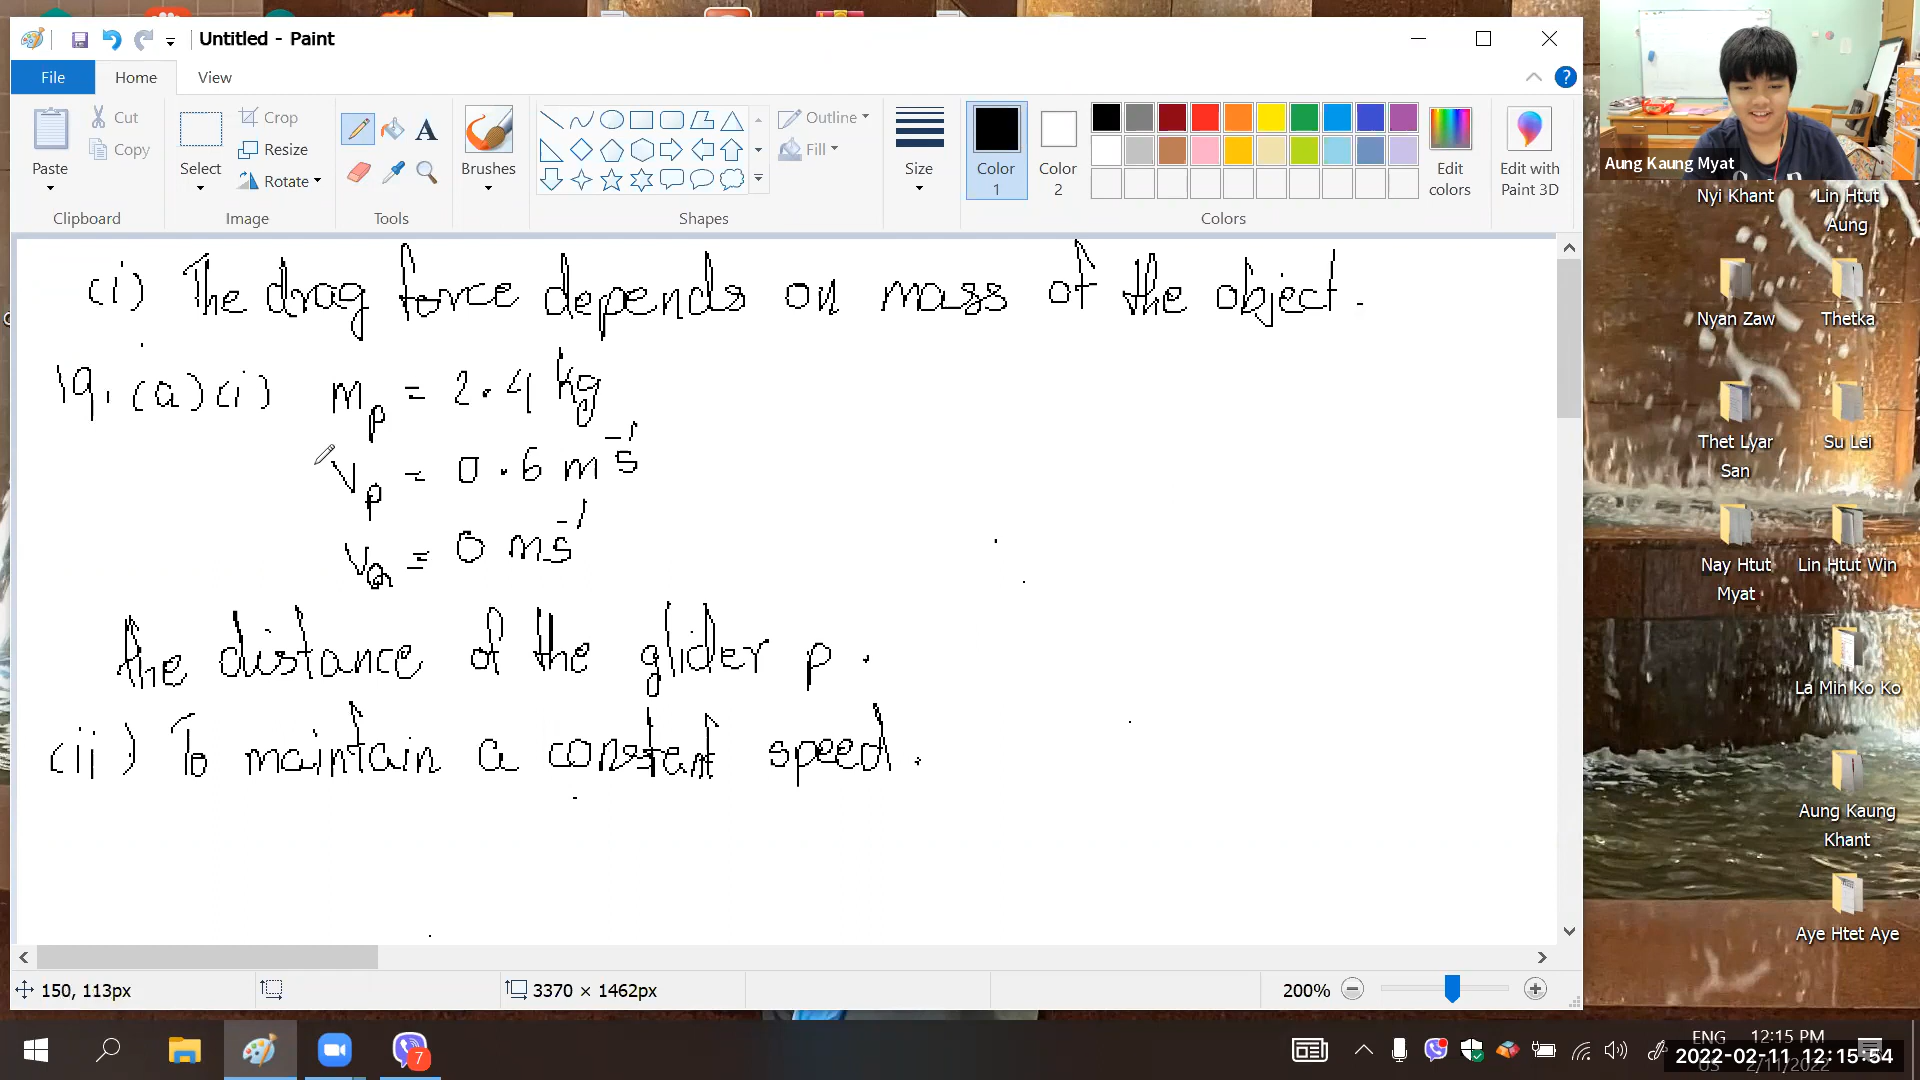 Untitled - Paint
File
Home
View
Paste
Cut
Copy
Clipboard
Select
Crop
Resize
Rotate
Image
Tools
Brushes
Shapes
Outline
Fill
Size
Color 1
Color 2
Edit colors
Edit with Paint 3D
Colors
(i) The drag force depends on mass of the object.
19. (a) (i) mp = 2.4 kg
vp = 0.6 ms-1
vQ = 0 ms-1
the distance of the glider p.
(ii) To maintain a constant speed.
150, 113px
3370 × 1462px
200%
Aung Kaung Myat
Nyi Khant
Lin Htut Aung
Nyan Zaw
Thetka
Thet Lyar San
Su Lei
Nay Htut Myat
Lin Htut Win
La Min Ko Ko
Aung Kaung Khant
Aye Htet Aye
7
ENG
12:15 PM
2022-02-11 12:15:54
2/11/2022